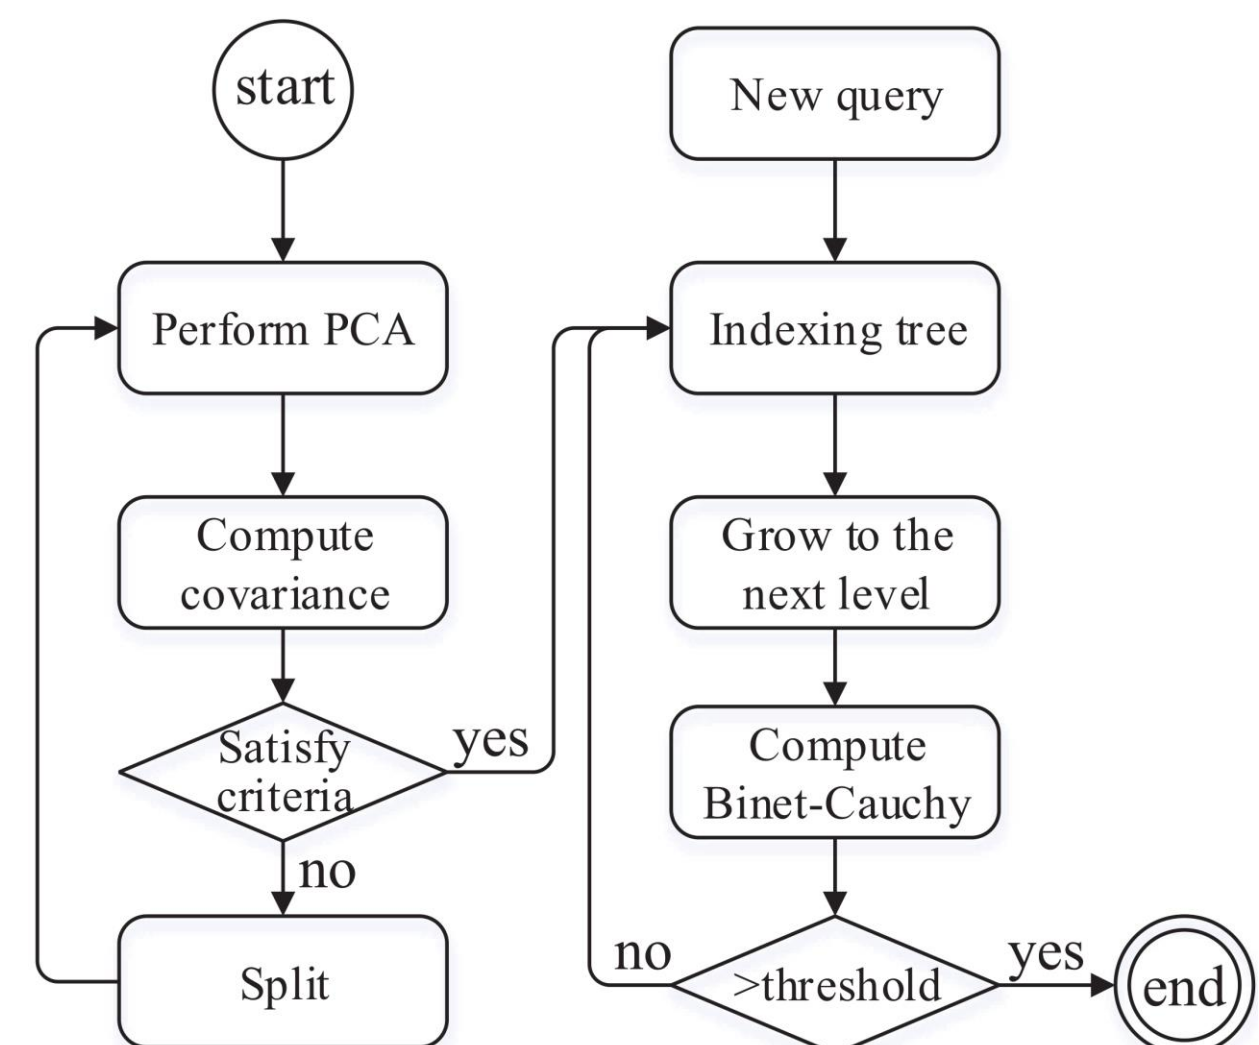 start
Perform PCA
Compute
covariance
Satisfy
criteria
yes
no
Split
New query
Indexing tree
Grow to the
next level
Compute
Binet-Cauchy
>threshold
no
yes
end